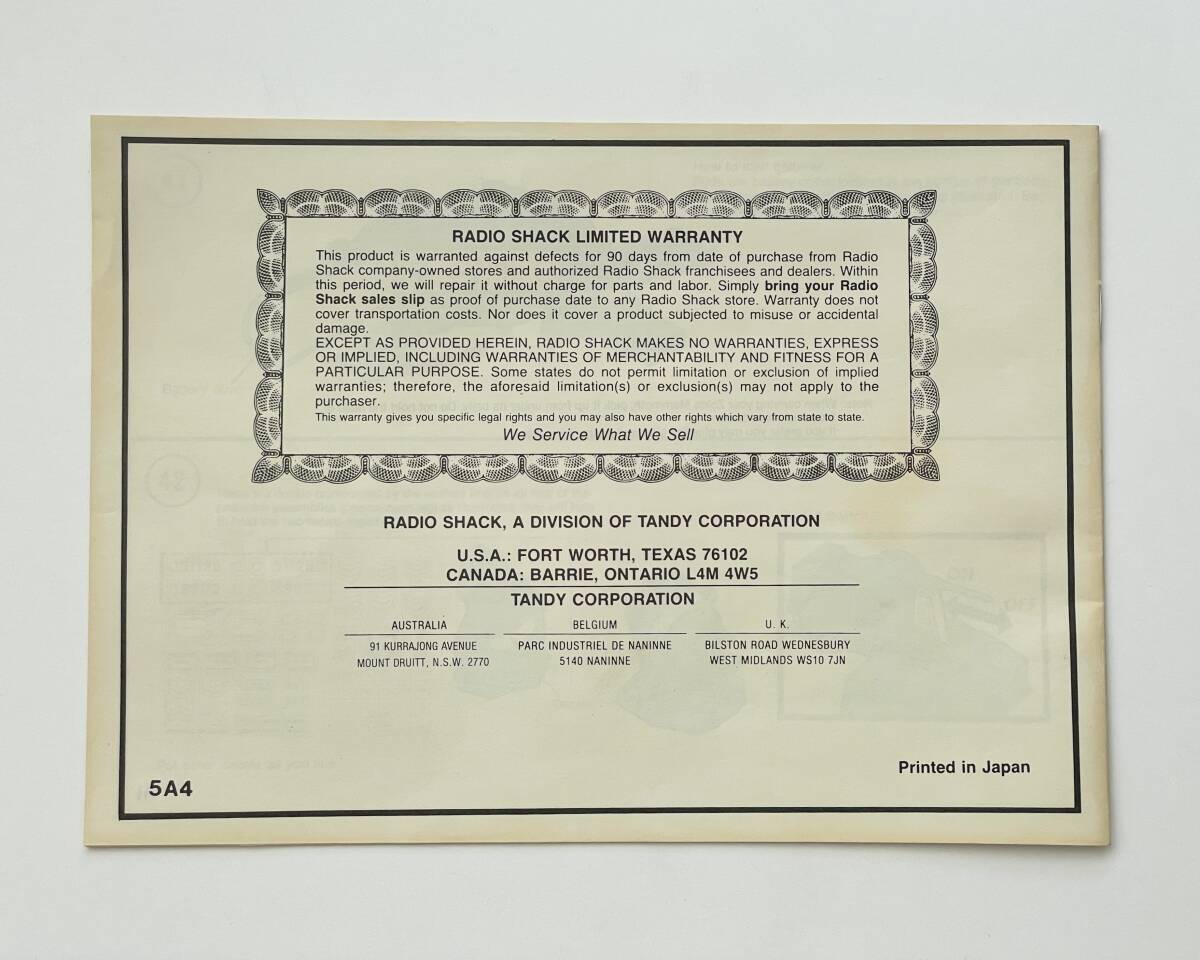 RADIO SHACK LIMITED WARRANTY
This product is warranted against defects for 90 days from date of purchase from Radio
Shack company-owned stores and authorized Radio Shack franchisees and dealers. Within
this period, we will repair it without charge for parts and labor. Simply bring your Radio
Shack sales slip as proof of purchase date to any Radio Shack store. Warranty does not
cover transportation costs. Nor does it cover a product subjected to misuse or accidental
damage.
EXCEPT AS PROVIDED HEREIN, RADIO SHACK MAKES NO WARRANTIES, EXPRESS
OR IMPLIED, INCLUDING WARRANTIES OF MERCHANTABILITY AND FITNESS FOR A
PARTICULAR PURPOSE. Some states do not permit limitation or exclusion of implied
warranties; therefore, the aforesaid limitation(s) or exclusion(s) may not apply to the
purchaser.
This warranty gives you specific legal rights and you may also have other rights which vary from state to state.
We Service What We Sell
RADIO SHACK, A DIVISION OF TANDY CORPORATION
U.S.A.: FORT WORTH, TEXAS 76102
CANADA: BARRIE, ONTARIO L4M 4W5
TANDY CORPORATION
AUSTRALIA
91 KURRAJONG AVENUE
MOUNT DRUITT, N.S.W. 2770
BELGIUM
PARC INDUSTRIEL DE NANINNE
5140 NANINNE
U. K.
BILSTON ROAD WEDNESBURY
WEST MIDLANDS WS10 7JN
5A4
Printed in Japan